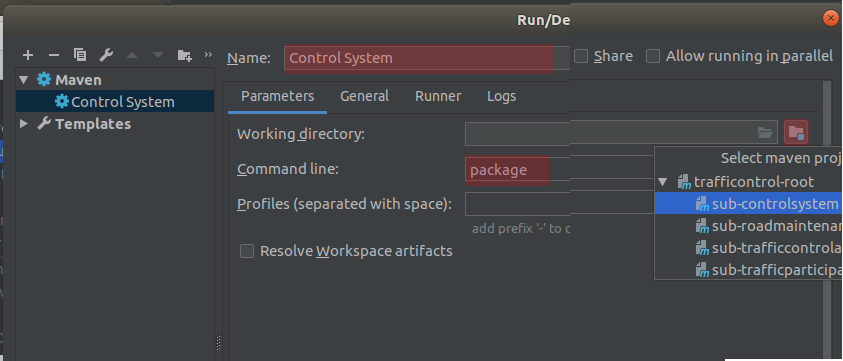 Run/De
Name: Control System Share Allow running in parallel
Maven
Control System
Templates
Parameters General Runner Logs
Working directory:
Command line: package
Profiles (separated with space):
add prefix '-' to
Resolve Workspace artifacts
Select maven proj
trafficontrol-root
sub-controlsystem
sub-roadmaintenan
sub-trafficcontrola
sub-trafficparticipa